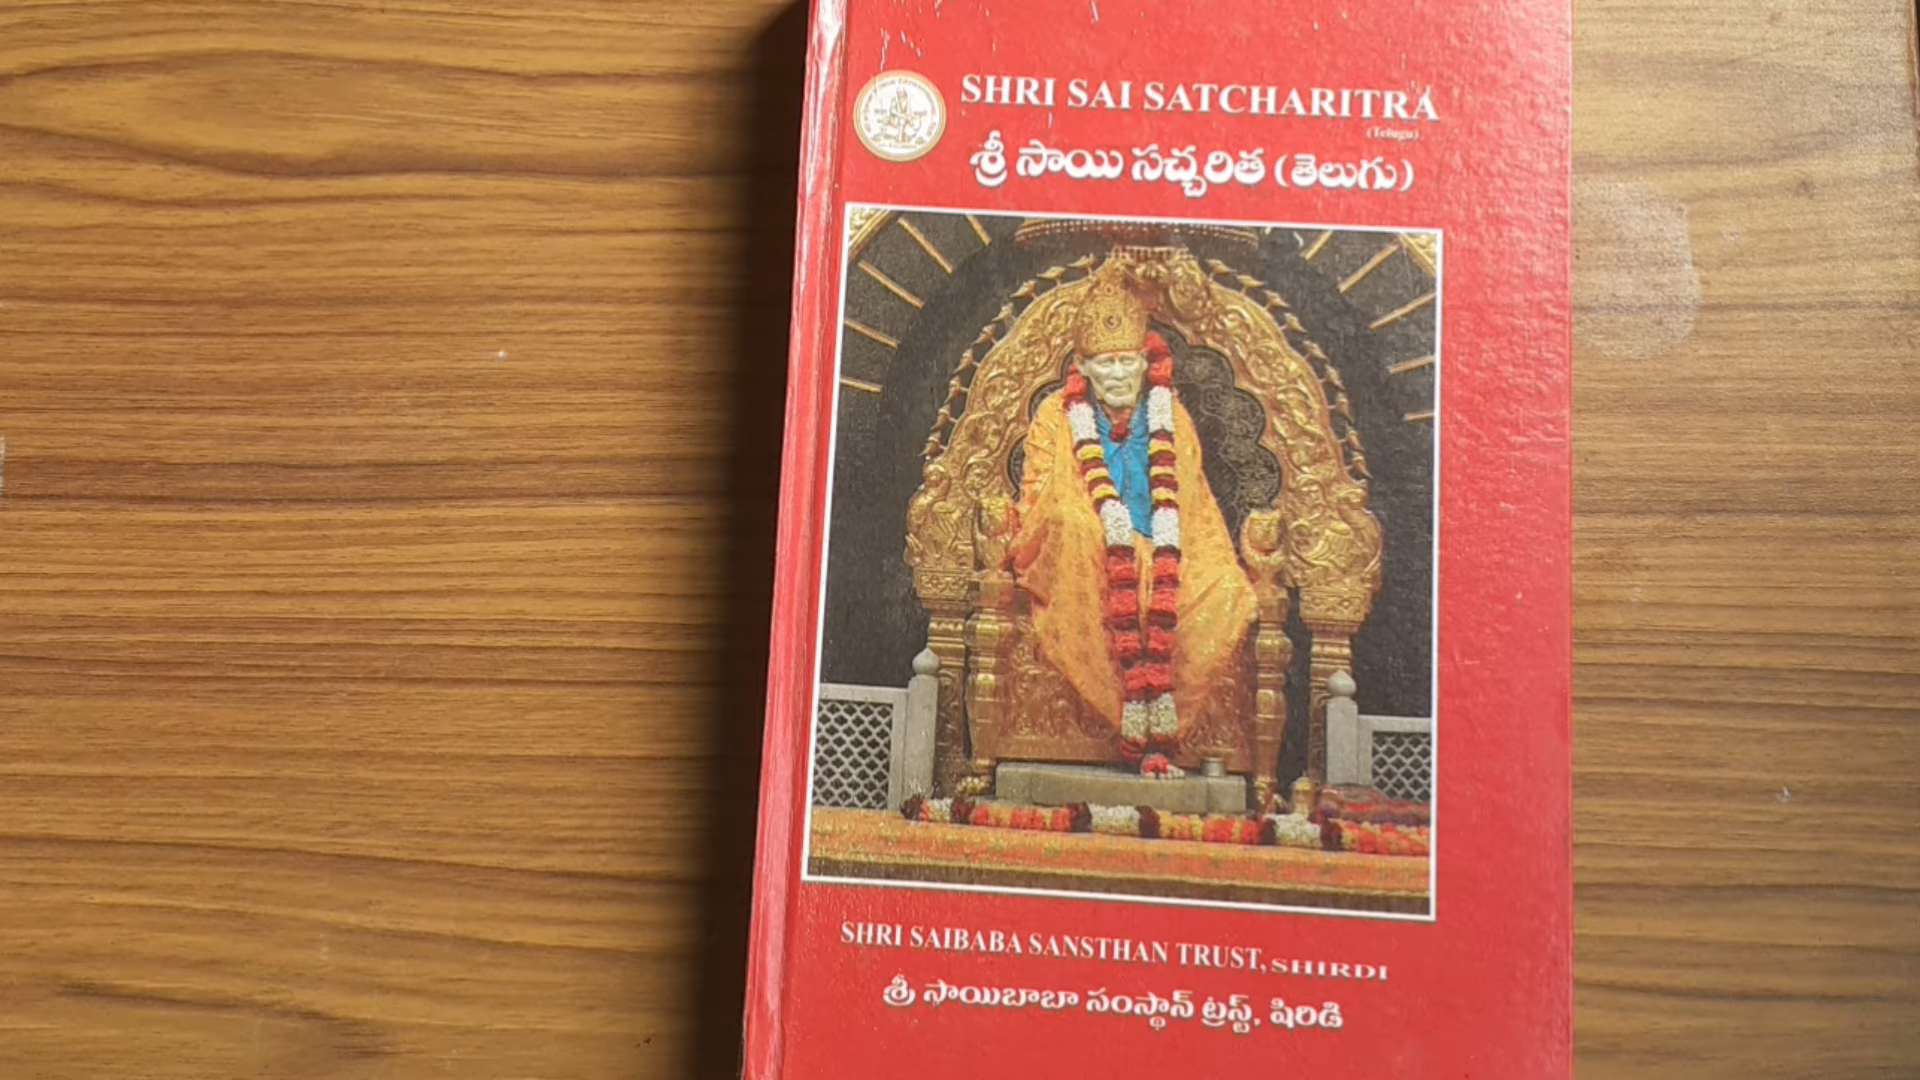 SHRI SAI SATCHARITRA
(Telugu)
శ్రీ సాయి సచ్చరిత (తెలుగు)
SHRI SAIBABA SANSTHAN TRUST, SHIRDI
శ్రీ సాయిబాబా సంస్థాన్ ట్రస్ట్, షిరిడి